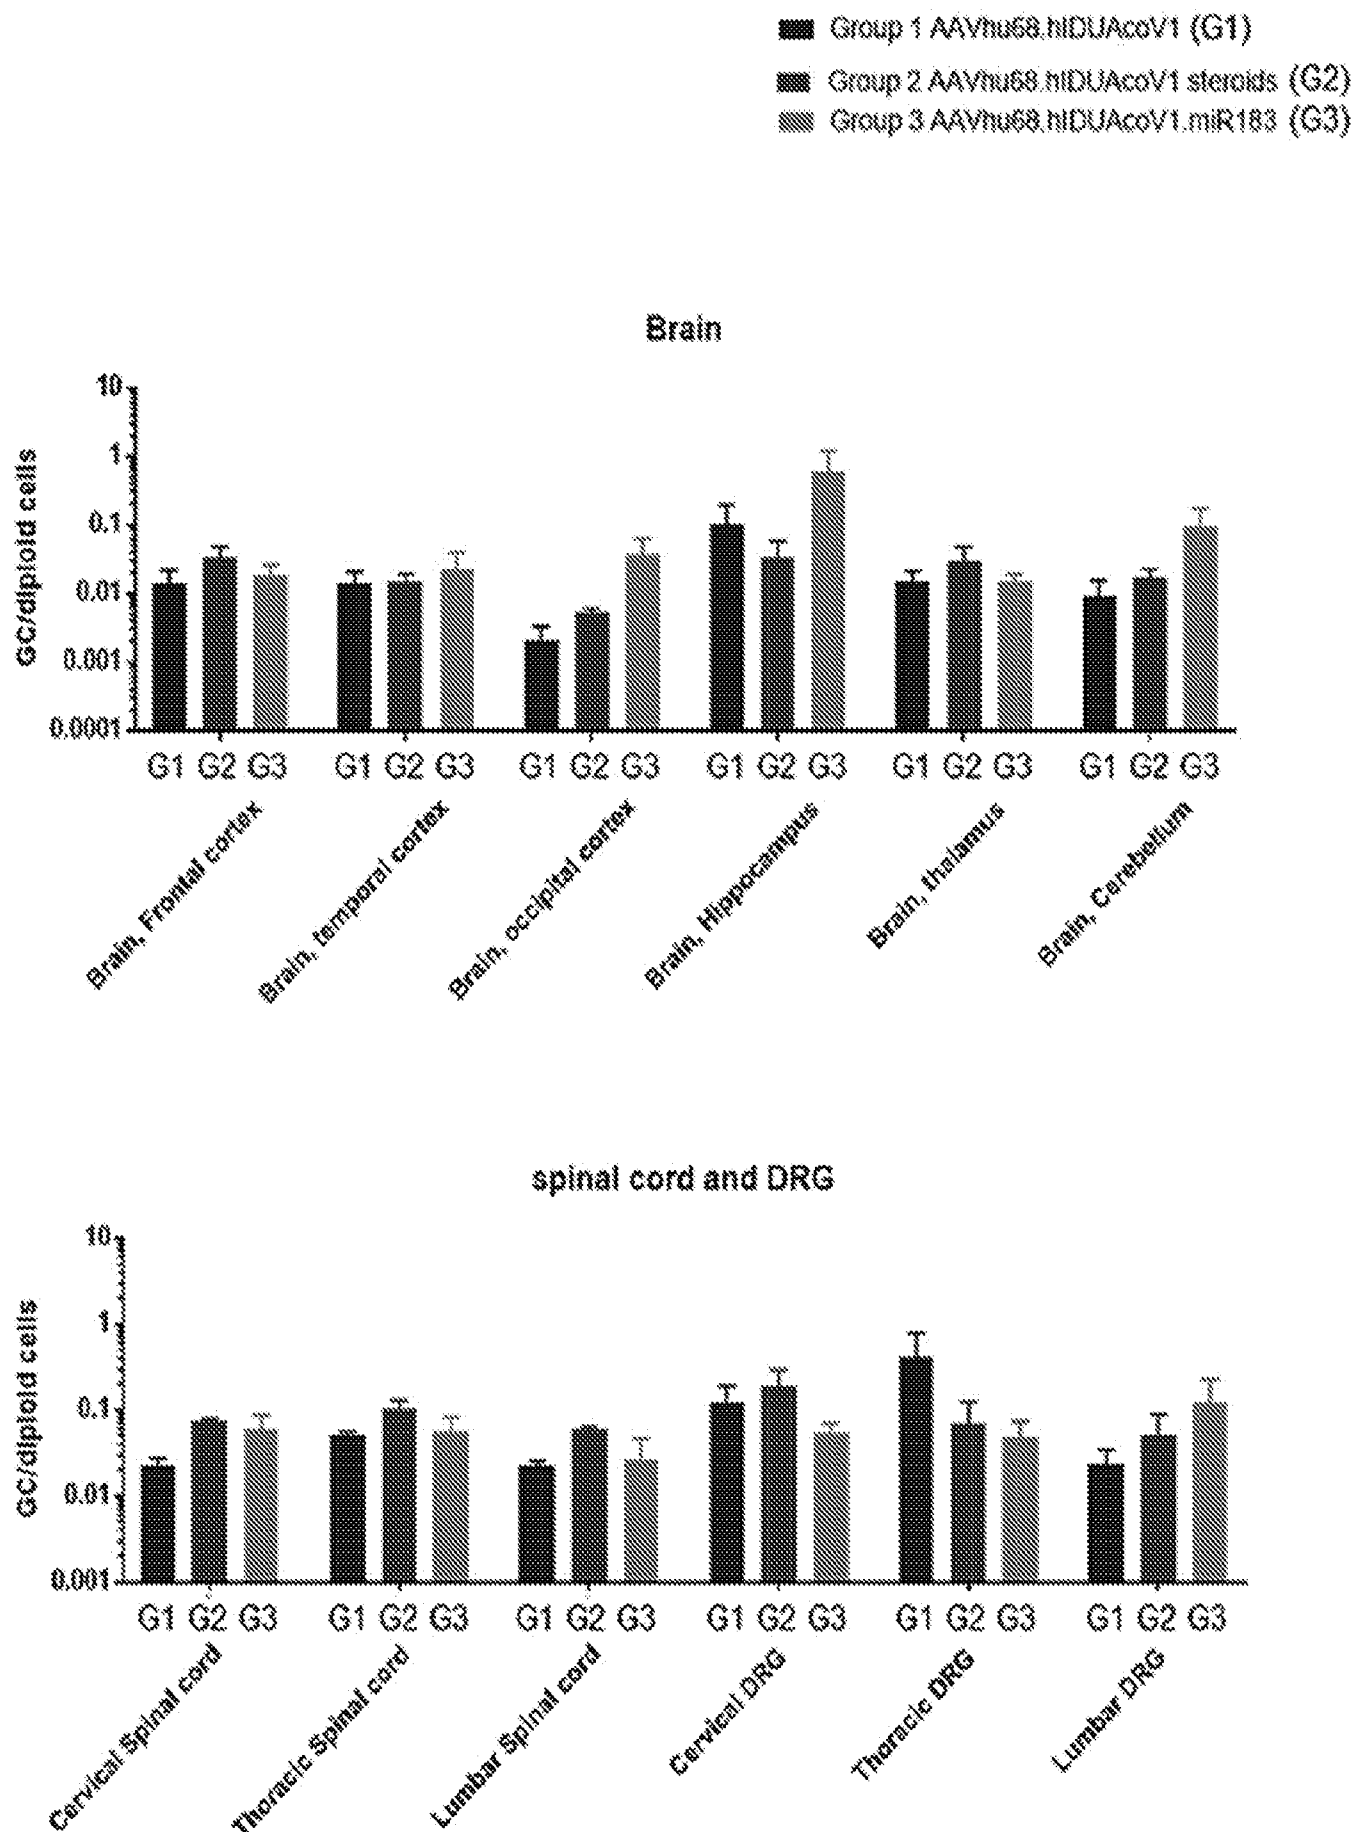 Group 1 AAVhu68.hIDUAcoV1 (G1)
Group 2 AAVhu68.hIDUAcoV1.steroids (G2)
Group 3 AAVhu68.hIDUAcoV1.miR183 (G3)
Brain
GC/diploid cells
10
1
0.1
0.01
0.001
0.0001
G1 G2 G3 G1 G2 G3 G1 G2 G3 G1 G2 G3 G1 G2 G3 G1 G2 G3
Brain, Frontal cortex
Brain, temporal cortex
Brain, occipital cortex
Brain, Hippocampus
Brain, thalamus
Brain, Cerebellum
spinal cord and DRG
GC/diploid cells
10
1
0.1
0.01
0.001
G1 G2 G3 G1 G2 G3 G1 G2 G3 G1 G2 G3 G1 G2 G3 G1 G2 G3
Cervical Spinal cord
Thoracic Spinal cord
Lumbar Spinal cord
Cervical DRG
Thoracic DRG
Lumbar DRG